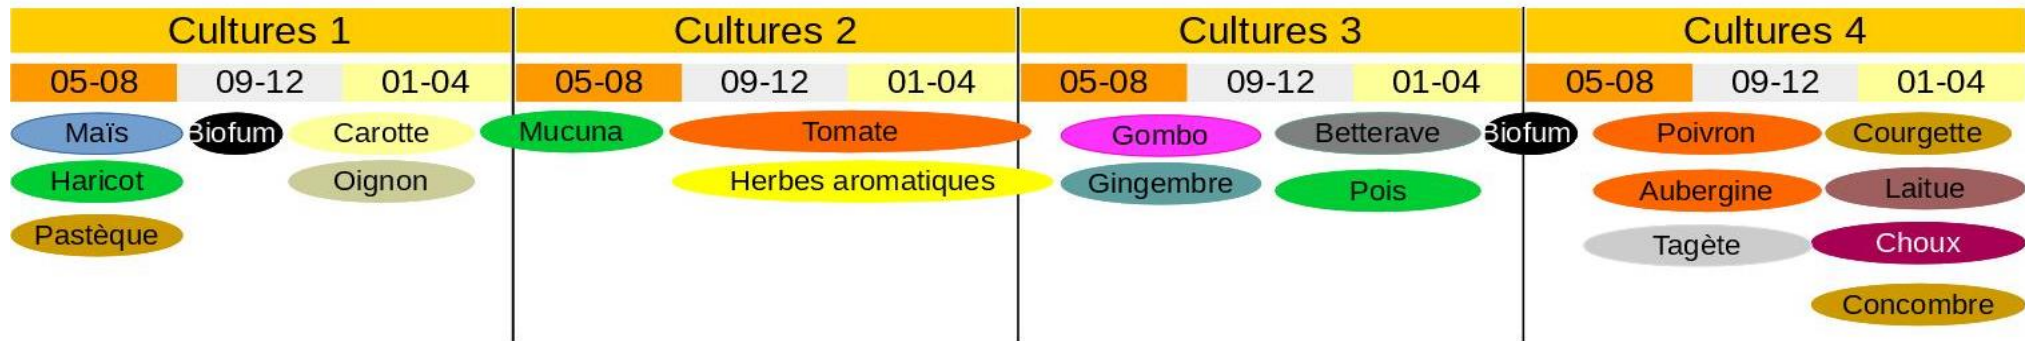 Cultures 1 Cultures 2 Cultures 3 Cultures 4
05-08 09-12 01-04 05-08 09-12 01-04 05-08 09-12 01-04 05-08 09-12 01-04
Maïs Biofum Carotte Mucuna Tomate Gombo Betterave Biofum Poivron Courgette
Haricot Oignon Herbes aromatiques Gingembre Pois Aubergine Laitue
Pastèque Tagète Choux
Concombre